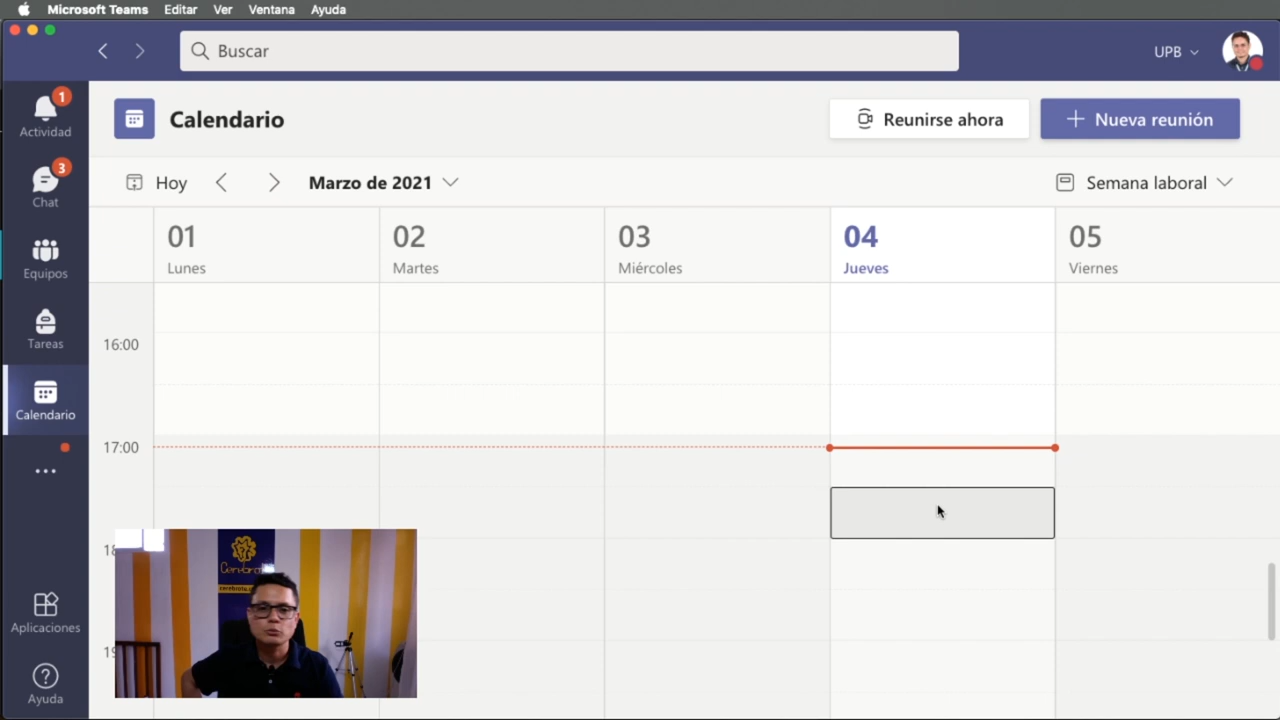 Microsoft Teams Editar Ver Ventana Ayuda
Buscar
UPB
1
Actividad
3
Chat
Equipos
Tareas
Calendario
Aplicaciones
Ayuda
Calendario
Reunirse ahora
Nueva reunión
Hoy
Marzo de 2021
Semana laboral
01
Lunes
02
Martes
03
Miércoles
04
Jueves
05
Viernes
16:00
17:00